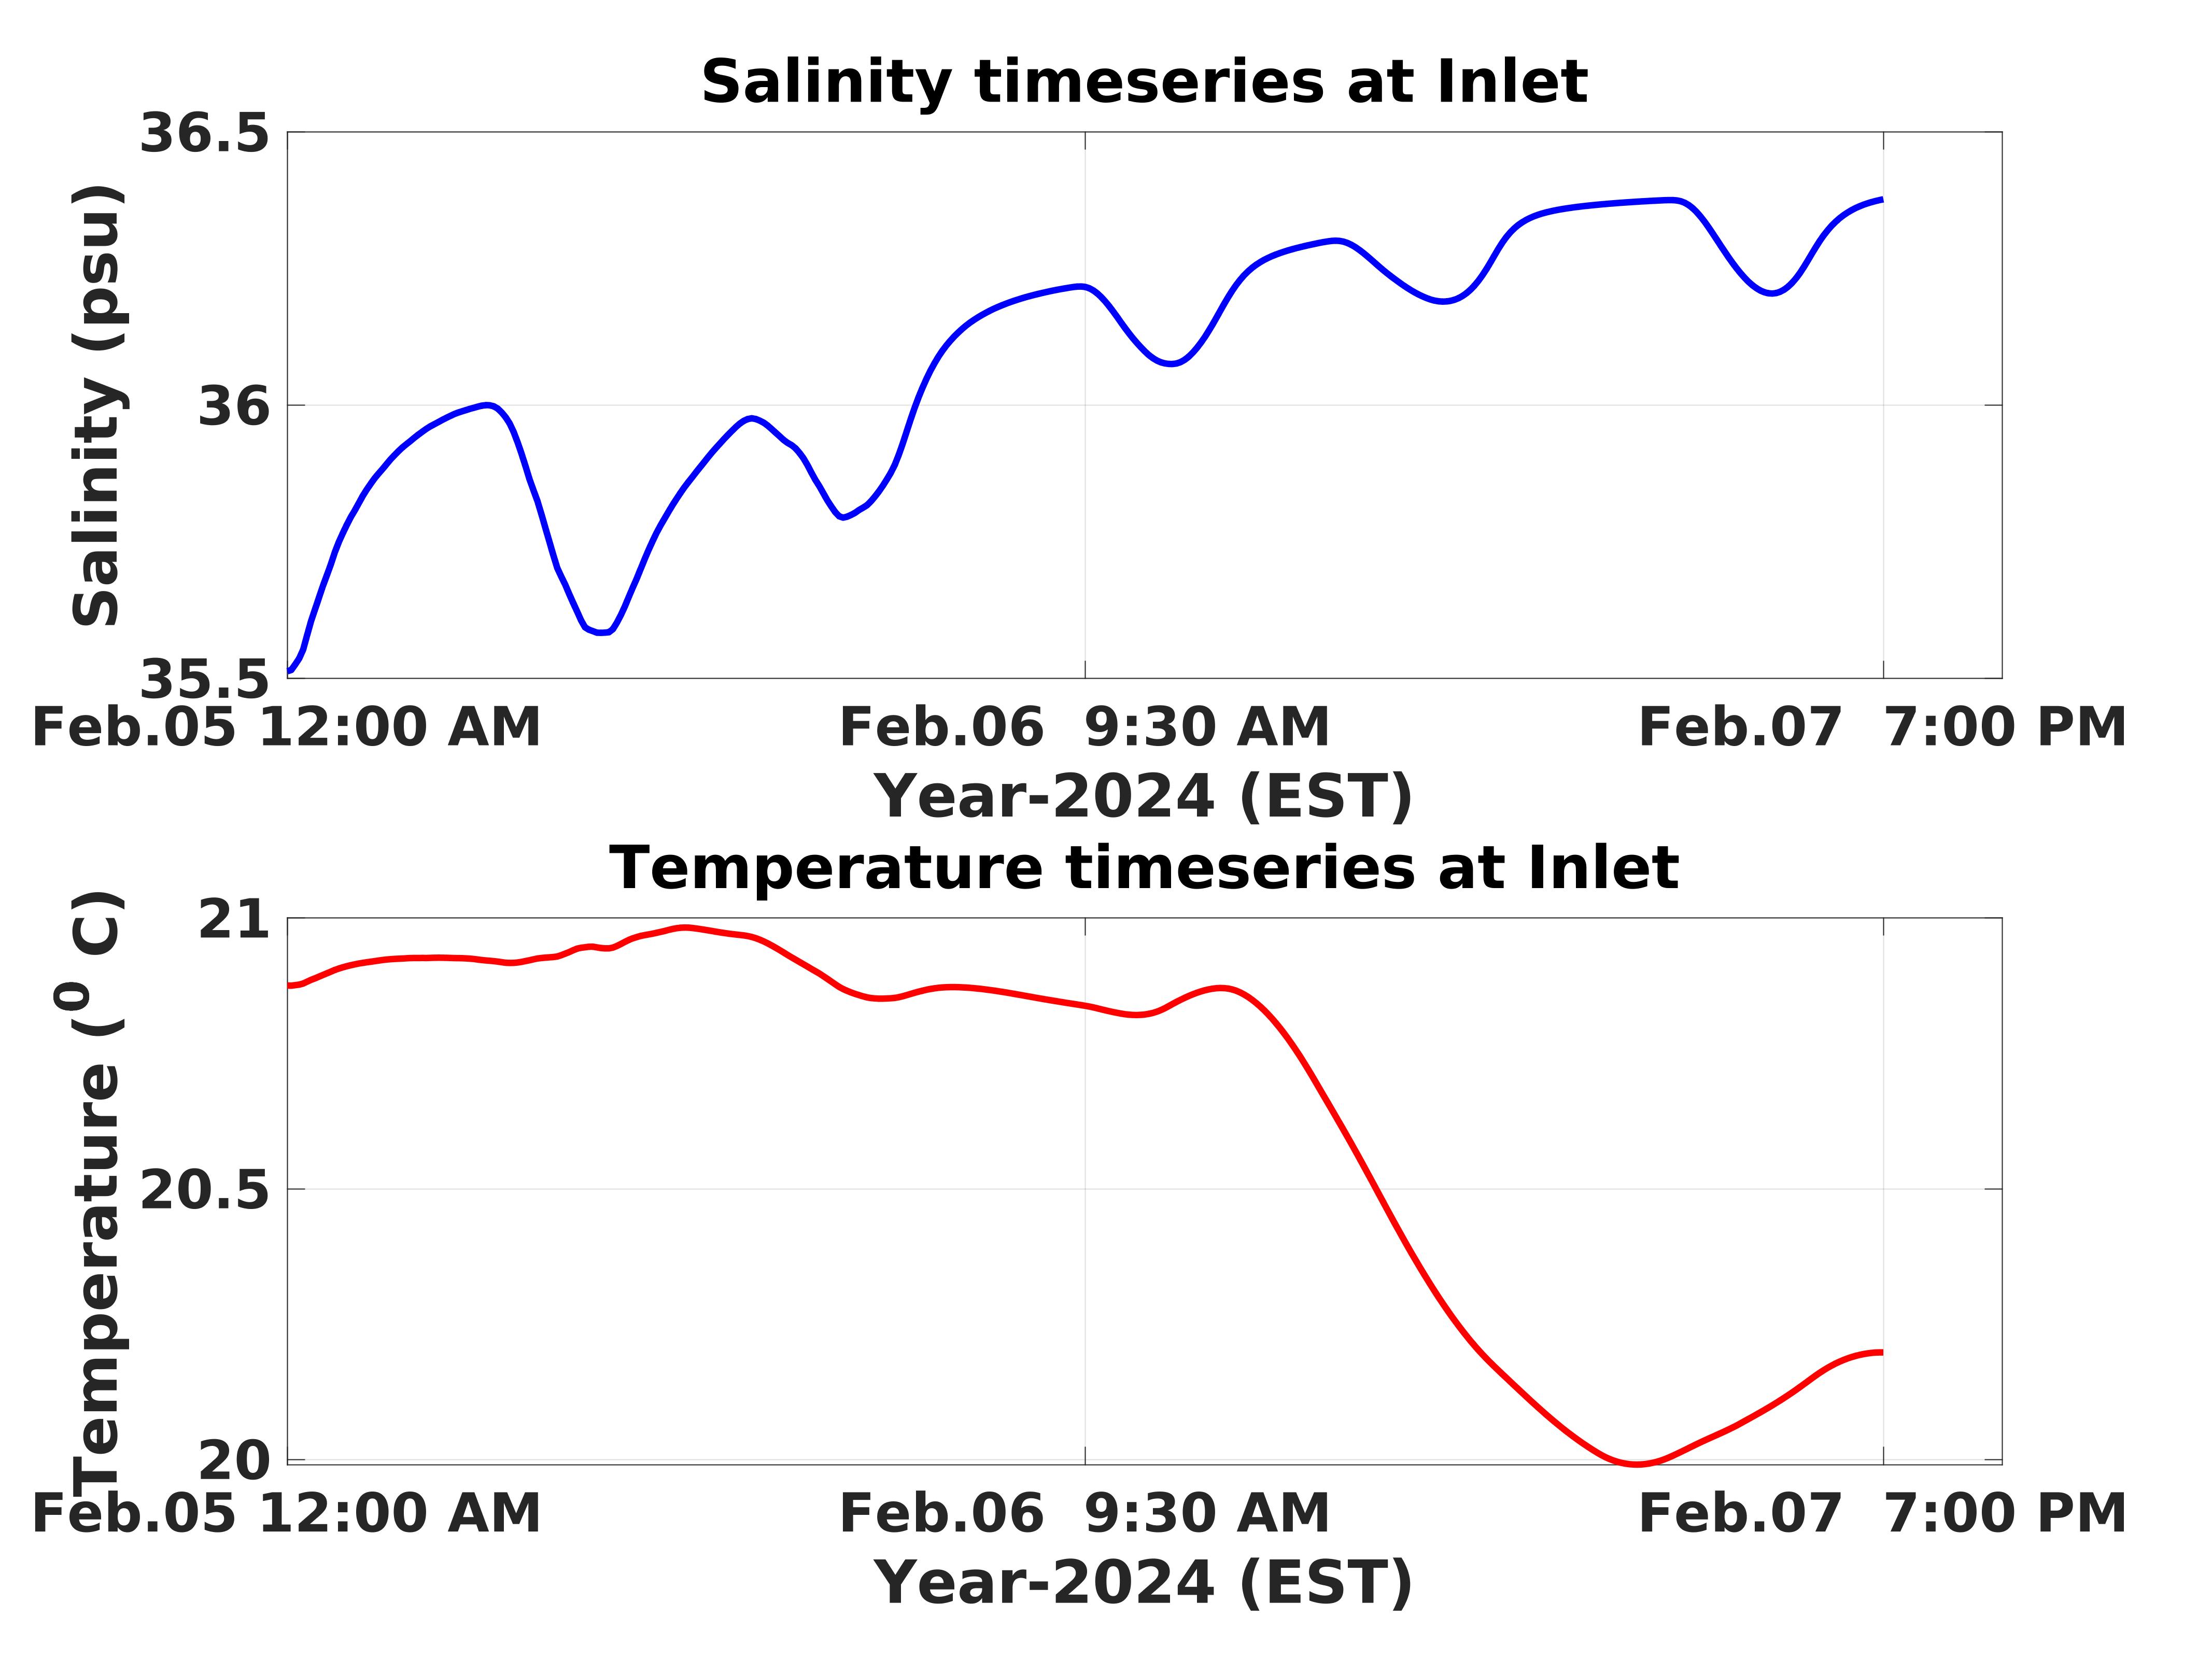 Salinity timeseries at Inlet
36.5
36
35.5
Salinity (psu)
Feb.05 12:00 AM
Feb.06  9:30 AM
Feb.07  7:00 PM
Year-2024 (EST)
Temperature timeseries at Inlet
21
20.5
20
Temperature (⁰ C)
Feb.05 12:00 AM
Feb.06  9:30 AM
Feb.07  7:00 PM
Year-2024 (EST)